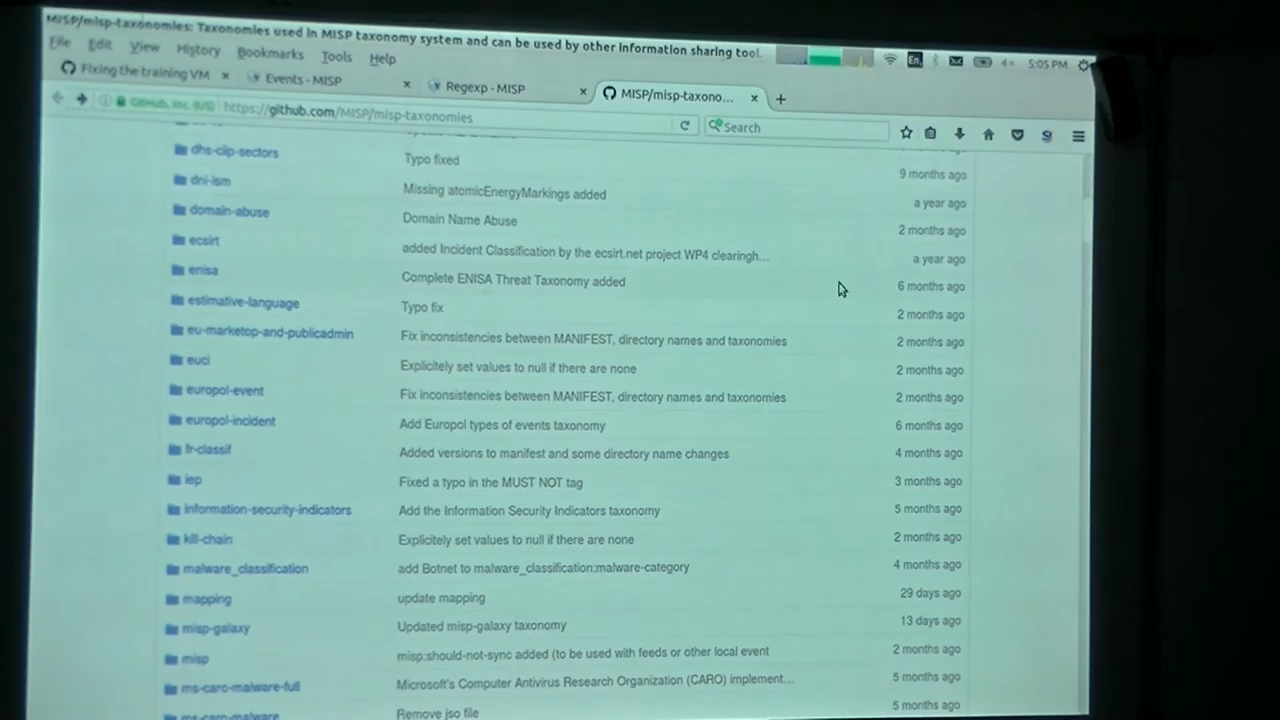 MISP/misp-taxonomies: Taxonomies used in MISP taxonomy system and can be used by other information sharing tool.
File Edit View History Bookmarks Tools Help
En 5:05 PM
Fixing the training VM × Events - MISP × Regexp - MISP × MISP/misp-taxono... × +
GitHub, Inc. (US) https://github.com/MISP/misp-taxonomies Search
dhs-ciip-sectors Typo fixed 9 months ago
dni-ism Missing atomicEnergyMarkings added a year ago
domain-abuse Domain Name Abuse 2 months ago
ecsirt added Incident Classification by the ecsirt.net project WP4 clearingh... a year ago
enisa Complete ENISA Threat Taxonomy added 6 months ago
estimative-language Typo fix 2 months ago
eu-marketop-and-publicadmin Fix inconsistencies between MANIFEST, directory names and taxonomies 2 months ago
euci Explicitely set values to null if there are none 2 months ago
europol-event Fix inconsistencies between MANIFEST, directory names and taxonomies 2 months ago
europol-incident Add Europol types of events taxonomy 6 months ago
fr-classif Added versions to manifest and some directory name changes 4 months ago
iep Fixed a typo in the MUST NOT tag 3 months ago
information-security-indicators Add the Information Security Indicators taxonomy 5 months ago
kill-chain Explicitely set values to null if there are none 2 months ago
malware_classification add Botnet to malware_classification:malware-category 4 months ago
mapping update mapping 29 days ago
misp-galaxy Updated misp-galaxy taxonomy 13 days ago
misp misp:should-not-sync added (to be used with feeds or other local event 2 months ago
ms-caro-malware-full Microsoft's Computer Antivirus Research Organization (CARO) implement... 5 months ago
ms-caro-malware Remove jso file 5 months ago